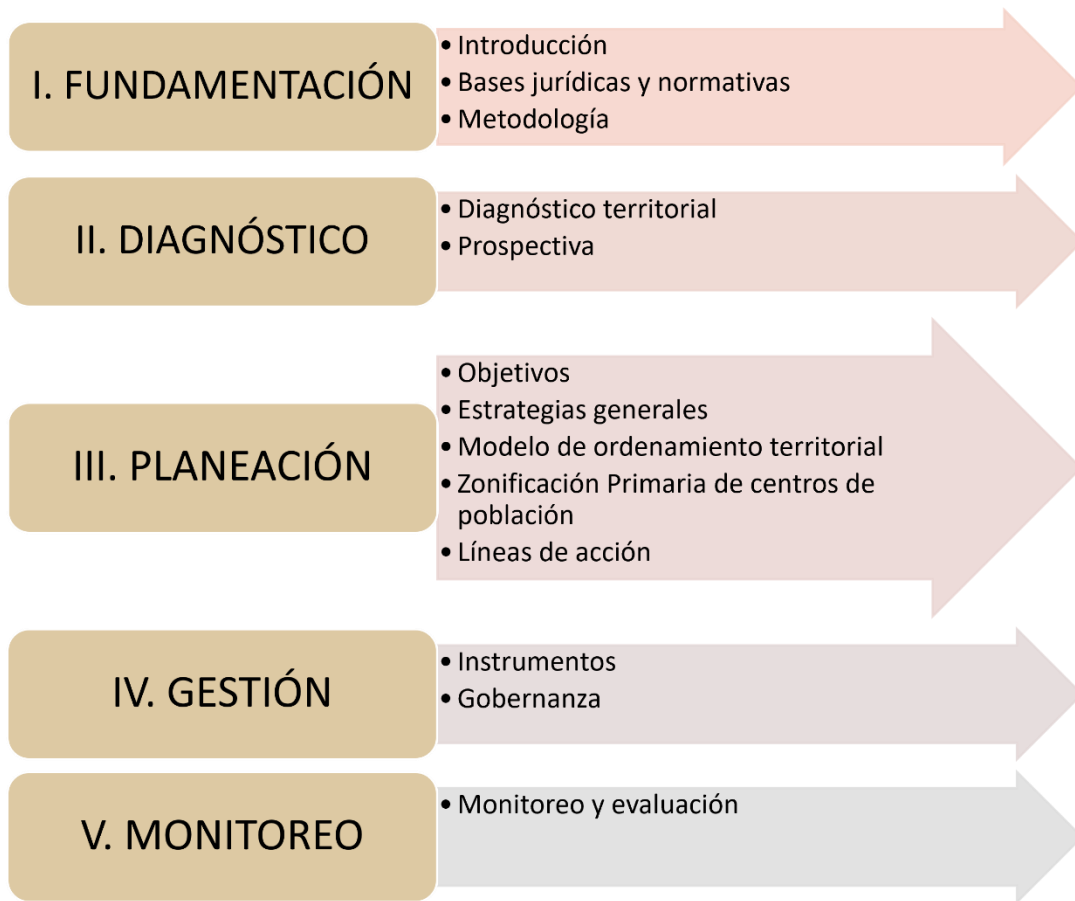 I. FUNDAMENTACIÓN
• Introducción
• Bases jurídicas y normativas
• Metodología
II. DIAGNÓSTICO
• Diagnóstico territorial
• Prospectiva
III. PLANEACIÓN
• Objetivos
• Estrategias generales
• Modelo de ordenamiento territorial
• Zonificación Primaria de centros de
población
• Líneas de acción
IV. GESTIÓN
• Instrumentos
• Gobernanza
V. MONITOREO
• Monitoreo y evaluación